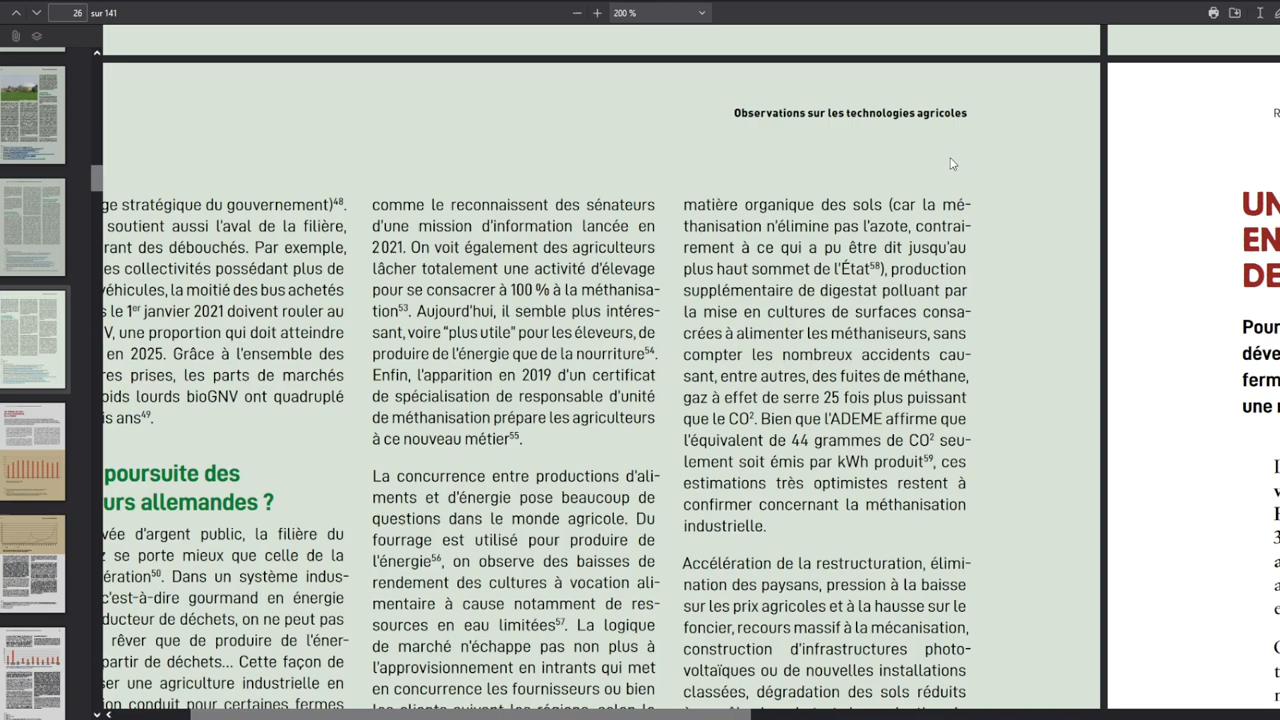 26 sur 141
200 %
Observations sur les technologies agricoles
ge stratégique du gouvernement)⁴⁸.
soutient aussi l'aval de la filière,
rant des débouchés. Par exemple,
es collectivités possédant plus de
véhicules, la moitié des bus achetés
s le 1er janvier 2021 doivent rouler au
V, une proportion qui doit atteindre
en 2025. Grâce à l'ensemble des
res prises, les parts de marchés
oids lourds bioGNV ont quadruplé
is ans⁴⁹.
poursuite des
urs allemandes ?
vée d'argent public, la filière du
z se porte mieux que celle de la
ération⁵⁰. Dans un système indus-
c'est-à-dire gourmand en énergie
ducteur de déchets, on ne peut pas
rêver que de produire de l'éner-
partir de déchets... Cette façon de
ser une agriculture industrielle en
ion conduit pour certaines fermes
comme le reconnaissent des sénateurs
d'une mission d'information lancée en
2021. On voit également des agriculteurs
lâcher totalement une activité d'élevage
pour se consacrer à 100 % à la méthanisa-
tion⁵³. Aujourd'hui, il semble plus intéres-
sant, voire "plus utile" pour les éleveurs, de
produire de l'énergie que de la nourriture⁵⁴.
Enfin, l'apparition en 2019 d'un certificat
de spécialisation de responsable d'unité
de méthanisation prépare les agriculteurs
à ce nouveau métier⁵⁵.
La concurrence entre productions d'ali-
ments et d'énergie pose beaucoup de
questions dans le monde agricole. Du
fourrage est utilisé pour produire de
l'énergie⁵⁶, on observe des baisses de
rendement des cultures à vocation ali-
mentaire à cause notamment de res-
sources en eau limitées⁵⁷. La logique
de marché n'échappe pas non plus à
l'approvisionnement en intrants qui met
en concurrence les fournisseurs ou bien
les clients suivant les régions, selon le
matière organique des sols (car la mé-
thanisation n'élimine pas l'azote, contrai-
rement à ce qui a pu être dit jusqu'au
plus haut sommet de l'État⁵⁸), production
supplémentaire de digestat polluant par
la mise en cultures de surfaces consa-
crées à alimenter les méthaniseurs, sans
compter les nombreux accidents cau-
sant, entre autres, des fuites de méthane,
gaz à effet de serre 25 fois plus puissant
que le CO². Bien que l'ADEME affirme que
l'équivalent de 44 grammes de CO² seu-
lement soit émis par kWh produit⁵⁹, ces
estimations très optimistes restent à
confirmer concernant la méthanisation
industrielle.
Accélération de la restructuration, élimi-
nation des paysans, pression à la baisse
sur les prix agricoles et à la hausse sur le
foncier, recours massif à la mécanisation,
construction d'infrastructures photo-
voltaïques ou de nouvelles installations
classées, dégradation des sols réduits
R
UN
EN
DE
Pour
déve
ferm
une r